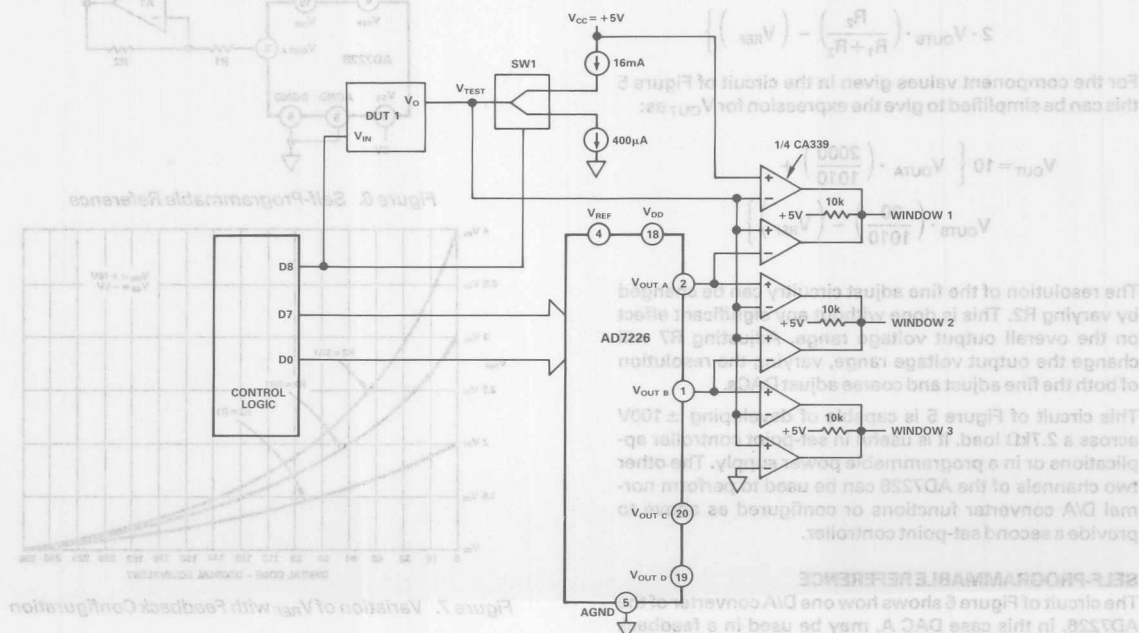 V_CC = +5V
16mA
SW1
V_TEST
V_O
DUT 1
V_IN
400µA
1/4 CA339
+
−
+5V
10k
WINDOW 1
+
−
V_REF
V_DD
4
18
D8
V_OUT A
2
+
−
D7
+5V
10k
WINDOW 2
AD7226
+
−
D0
V_OUT B
1
+
−
CONTROL
LOGIC
+5V
10k
WINDOW 3
+
−
V_OUT C
20
V_OUT D
19
AGND
5
For the component values given in the circuit of Figure 5
this can be simplified to give the expression for V_OUT as:
The resolution of the fine adjust circuitry can be changed
by varying R2. This is done without any significant effect
on the overall output voltage range. Adjusting R7 will
change the output voltage range, varying the resolution
of both the fine adjust and coarse adjust DACs.
This circuit of Figure 5 is capable of developing ± 100V
across a 2.7kΩ load. It is useful in set-point controller ap-
plications or in a programmable power supply. The other
two channels of the AD7226 can be used to perform nor-
mal D/A converter functions or configured as above to
provide a second set-point controller.
SELF-PROGRAMMABLE REFERENCE
The circuit of Figure 6 shows how one D/A converter of the
AD7226, in this case DAC A, may be used in a feedback
Figure 6. Self-Programmable Reference
DIGITAL CODE – DECIMAL EQUIVALENT
Figure 7. Variation of V_REF with Feedback Configuration